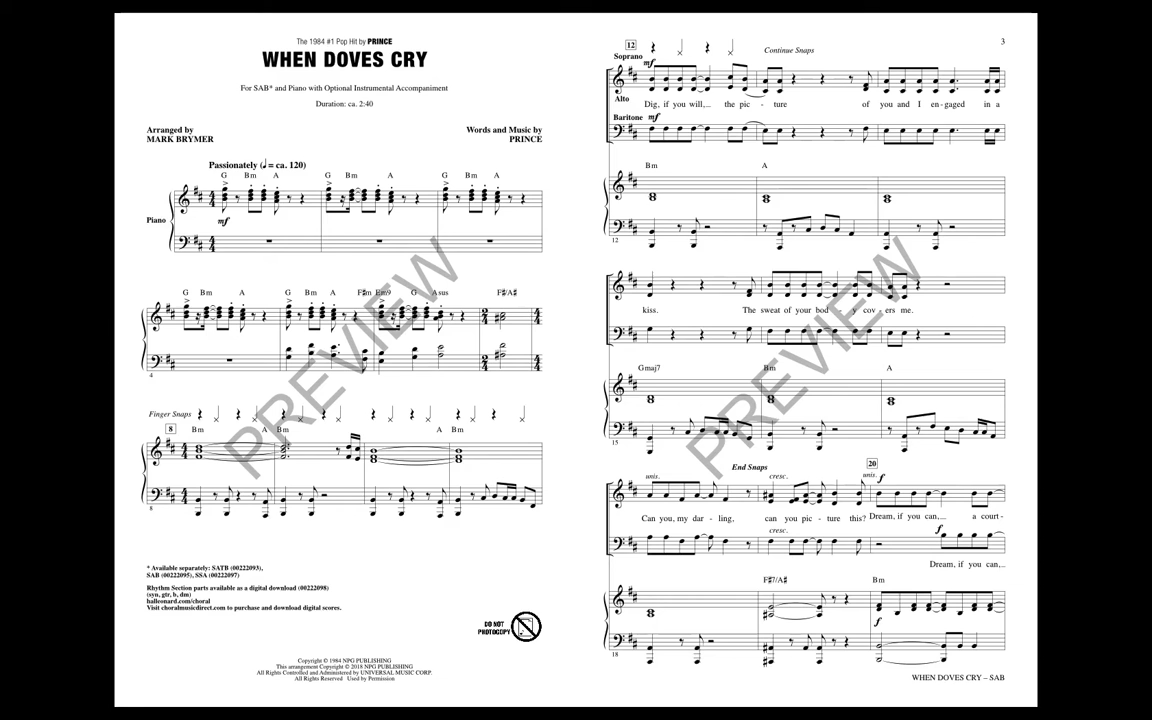 The 1984 #1 Pop Hit by PRINCE
WHEN DOVES CRY
For SAB* and Piano with Optional Instrumental Accompaniment
Duration: ca. 2:40
Arranged by
MARK BRYMER
Words and Music by
PRINCE
Passionately (♩ = ca. 120)
G Bm A G Bm A G Bm A
Piano
mf
G Bm A G Bm A F#m Em9 G Asus F#/A#
4
Finger Snaps
8
Bm A Bm A Bm
8
* Available separately: SATB (00222093),
SAB (00222095), SSA (00222097)
Rhythm Section parts available as a digital download (00222098)
(syn, gtr, b, dm)
halleonard.com/choral
Visit choralmusicdirect.com to purchase and download digital scores.
DO NOT
PHOTOCOPY
Copyright © 1984 NPG PUBLISHING
This arrangement Copyright © 2018 NPG PUBLISHING
All Rights Controlled and Administered by UNIVERSAL MUSIC CORP.
All Rights Reserved Used by Permission
PREVIEW
3
12
Continue Snaps
Soprano
mf
Alto
Dig, if you will,... the pic - ture of you and I en - gaged in a
Baritone
mf
Bm A
12
kiss. The sweat of your bod - y cov - ers me.
Gmaj7 Bm A
15
End Snaps
20
unis. cresc. unis. f
Can you, my dar - ling, can you pic - ture this? Dream, if you can,... a court -
cresc. f
Dream, if you can,...
F#7/A# Bm
f
18
WHEN DOVES CRY – SAB
PREVIEW